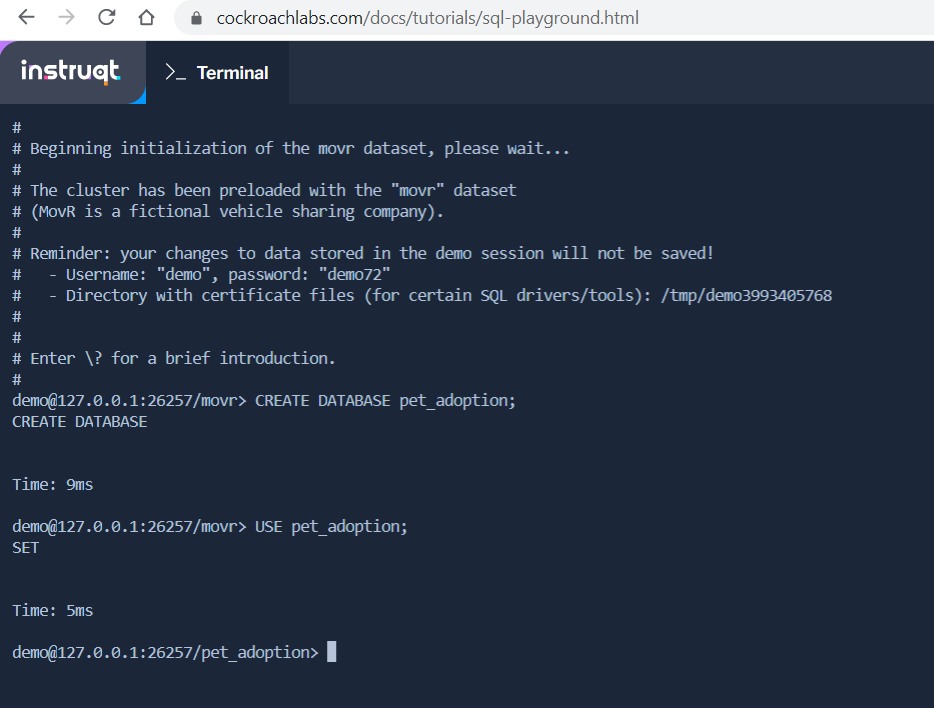 cockroachlabs.com/docs/tutorials/sql-playground.html
instruqt
>_ Terminal
#
# Beginning initialization of the movr dataset, please wait...
#
# The cluster has been preloaded with the "movr" dataset
# (MovR is a fictional vehicle sharing company).
#
# Reminder: your changes to data stored in the demo session will not be saved!
#   - Username: "demo", password: "demo72"
#   - Directory with certificate files (for certain SQL drivers/tools): /tmp/demo3993405768
#
#
# Enter \? for a brief introduction.
#
demo@127.0.0.1:26257/movr> CREATE DATABASE pet_adoption;
CREATE DATABASE
Time: 9ms
demo@127.0.0.1:26257/movr> USE pet_adoption;
SET
Time: 5ms
demo@127.0.0.1:26257/pet_adoption>